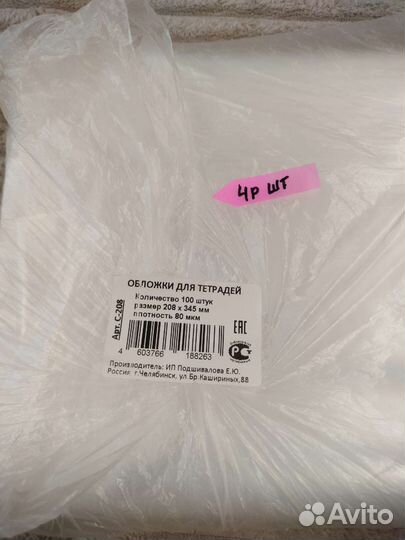 4р шт
ОБЛОЖКИ ДЛЯ ТЕТРАДЕЙ
Количество 100 штук
размер 208 х 345 мм
плотность 80 мкм
Арт. С-208
ЕАС
4 603766 188263
Производитель: ИП Подшивалова Е.Ю.
Россия, г.Челябинск, ул.Бр.Кашириных,88
Avito